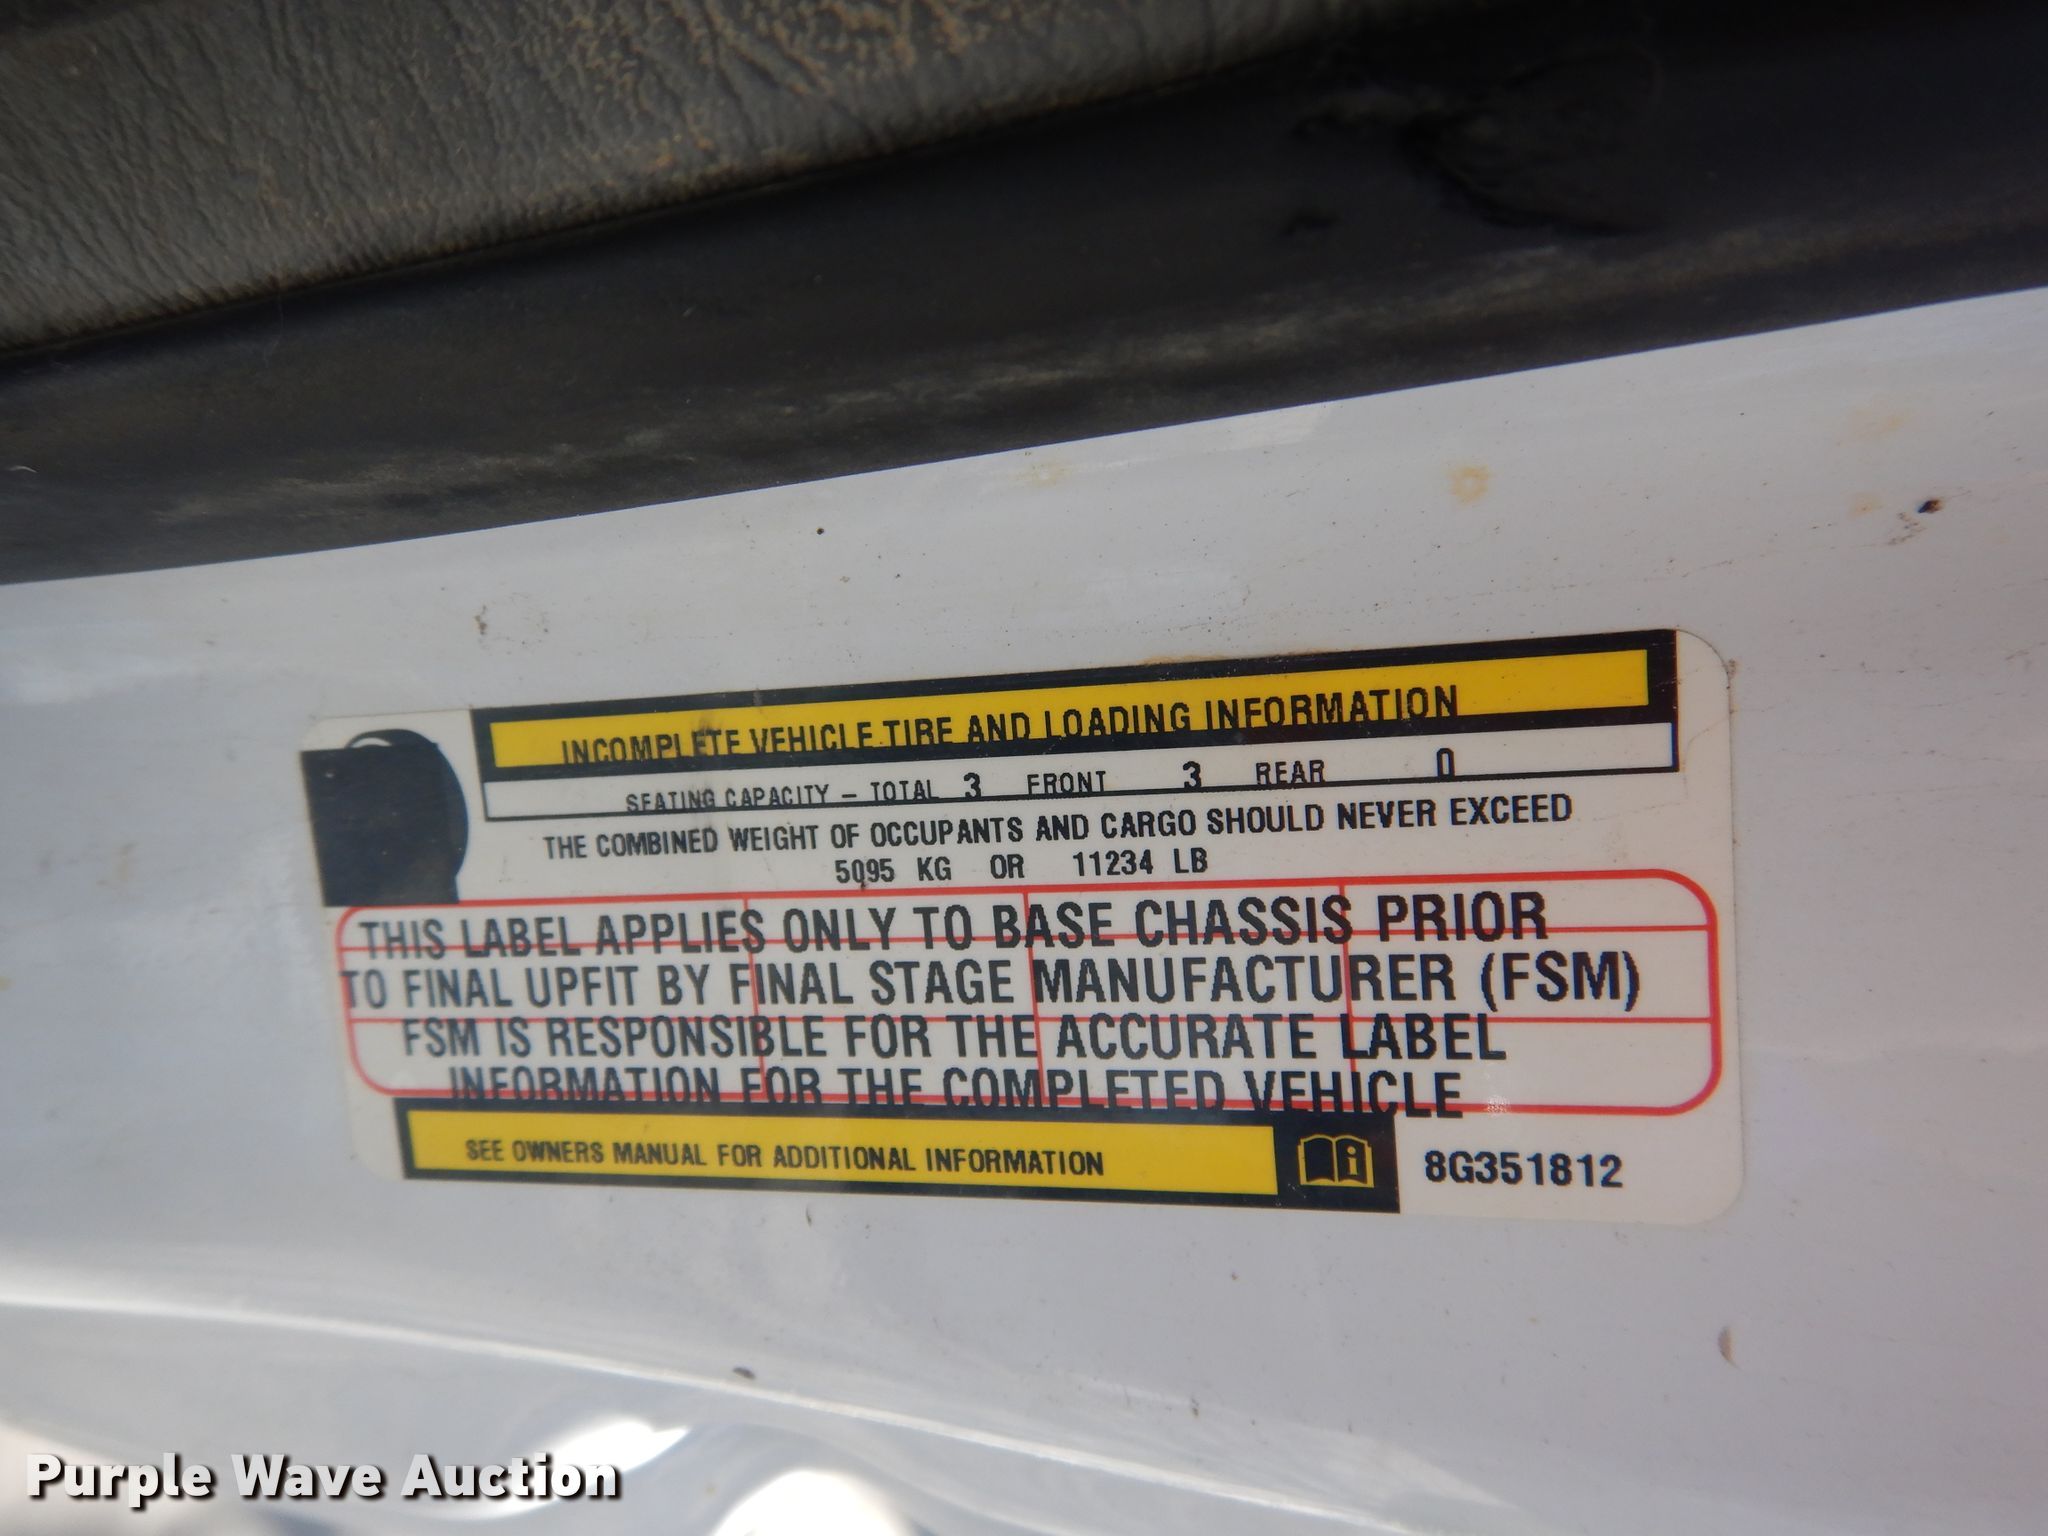 INCOMPLETE VEHICLE TIRE AND LOADING INFORMATION
SEATING CAPACITY – TOTAL 3 FRONT 3 REAR 0
THE COMBINED WEIGHT OF OCCUPANTS AND CARGO SHOULD NEVER EXCEED
5095 KG OR 11234 LB
THIS LABEL APPLIES ONLY TO BASE CHASSIS PRIOR
TO FINAL UPFIT BY FINAL STAGE MANUFACTURER (FSM)
FSM IS RESPONSIBLE FOR THE ACCURATE LABEL
INFORMATION FOR THE COMPLETED VEHICLE
SEE OWNERS MANUAL FOR ADDITIONAL INFORMATION
8G351812
Purple Wave Auction